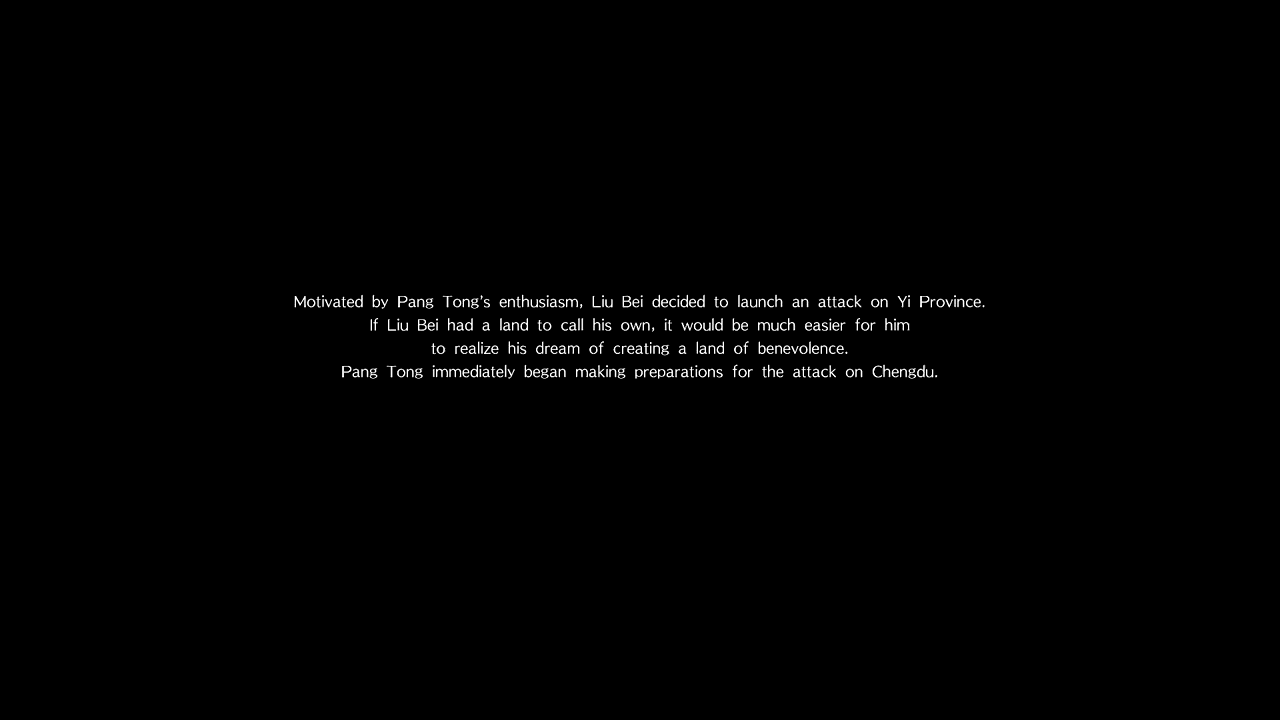 Motivated by Pang Tong's enthusiasm, Liu Bei decided to launch an attack on Yi Province.
If Liu Bei had a land to call his own, it would be much easier for him
to realize his dream of creating a land of benevolence.
Pang Tong immediately began making preparations for the attack on Chengdu.